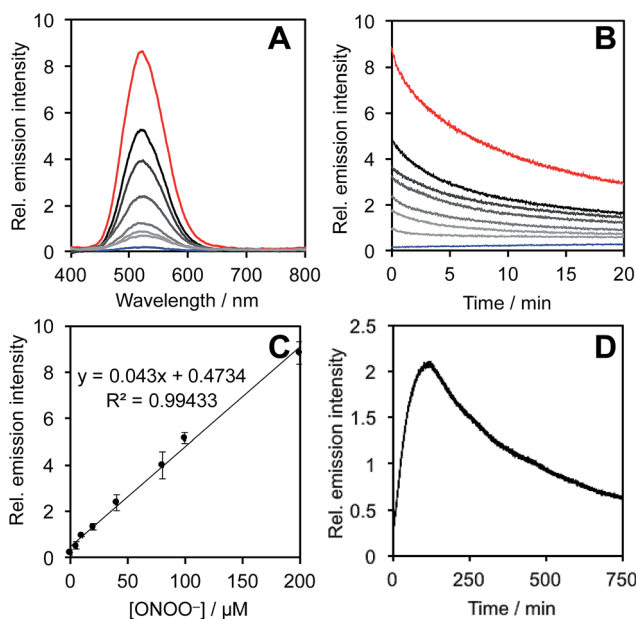 A
Rel. emission intensity
10
8
6
4
2
0
400 500 600 700 800
Wavelength / nm
B
Rel. emission intensity
10
8
6
4
2
0
0 5 10 15 20
Time / min
C
Rel. emission intensity
10
8
6
4
2
0
y = 0.043x + 0.4734
R² = 0.99433
0 50 100 150 200
[ONOO⁻] / µM
D
Rel. emission intensity
2.5
2
1.5
1
0.5
0
0 250 500 750
Time / min